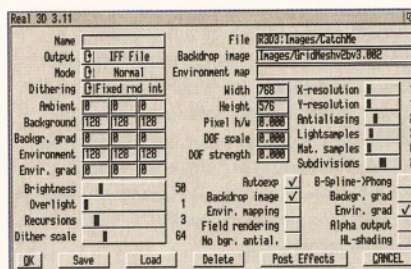 Real 3D 3.11
Name
File R3D3:Images/CatchMe
Output IFF File
Backdrop image Images/GridMeshv2bv3.002
Mode Normal
Environment map
Dithering Fixed rnd int
Width 768
X-resolution
Ambient 0 0 0
Height 576
Y-resolution
Background 128 128 128
Pixel h/w 0.000
Antialiasing
Backgr. grad 0 0 0
DOF scale 0.000
Lightsamples
Environment 128 128 128
DOF strength 0.000
Mat. samples
Envir. grad 0 0 0
Subdivisions
Brightness 50
Autoexp
B-Spline->Phong
Overlight 1
Backdrop image
Backgr. grad
Recursions 3
Envir. mapping
Envir. grad
Dither scale 64
Field rendering
Alpha output
No bgr. antial.
HL-shading
OK Save Load Delete Post Effects CANCEL